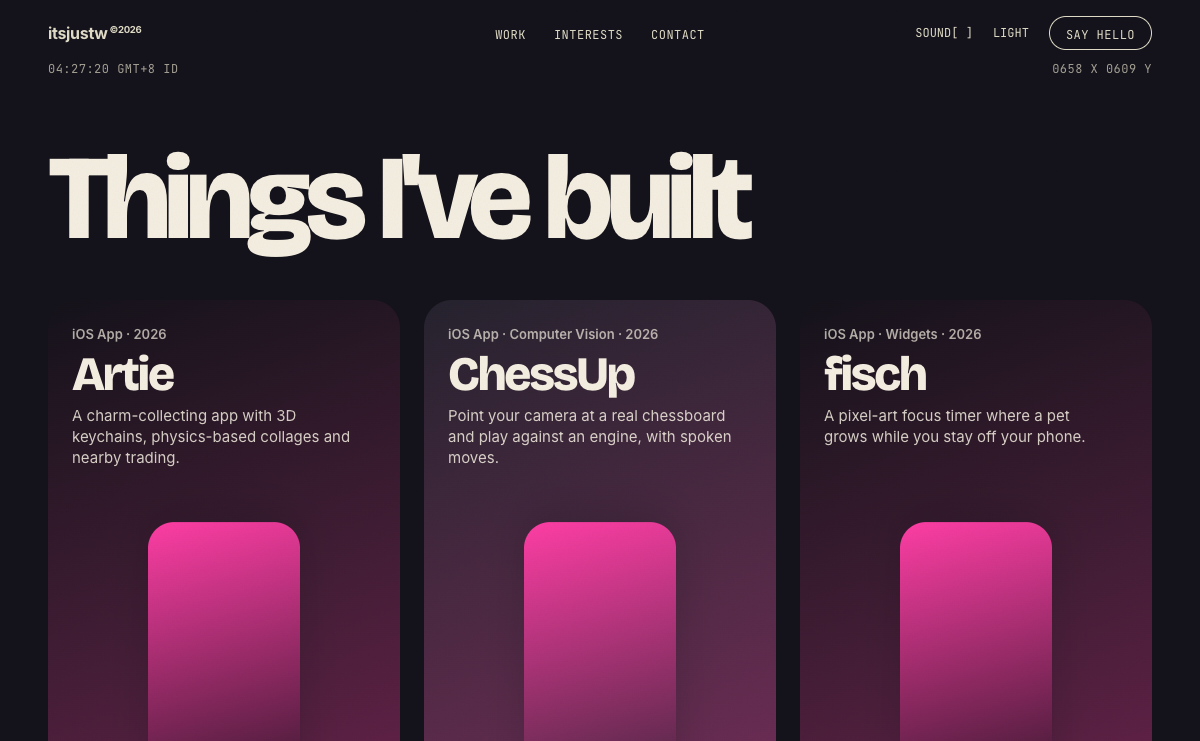 itsjustw ©2026
WORK INTERESTS CONTACT
SOUND[ ] LIGHT SAY HELLO
04:27:20 GMT+8 ID
0658 X 0609 Y
Things I've built
iOS App · 2026
Artie
A charm-collecting app with 3D
keychains, physics-based collages and
nearby trading.
iOS App · Computer Vision · 2026
ChessUp
Point your camera at a real chessboard
and play against an engine, with spoken
moves.
iOS App · Widgets · 2026
fisch
A pixel-art focus timer where a pet
grows while you stay off your phone.